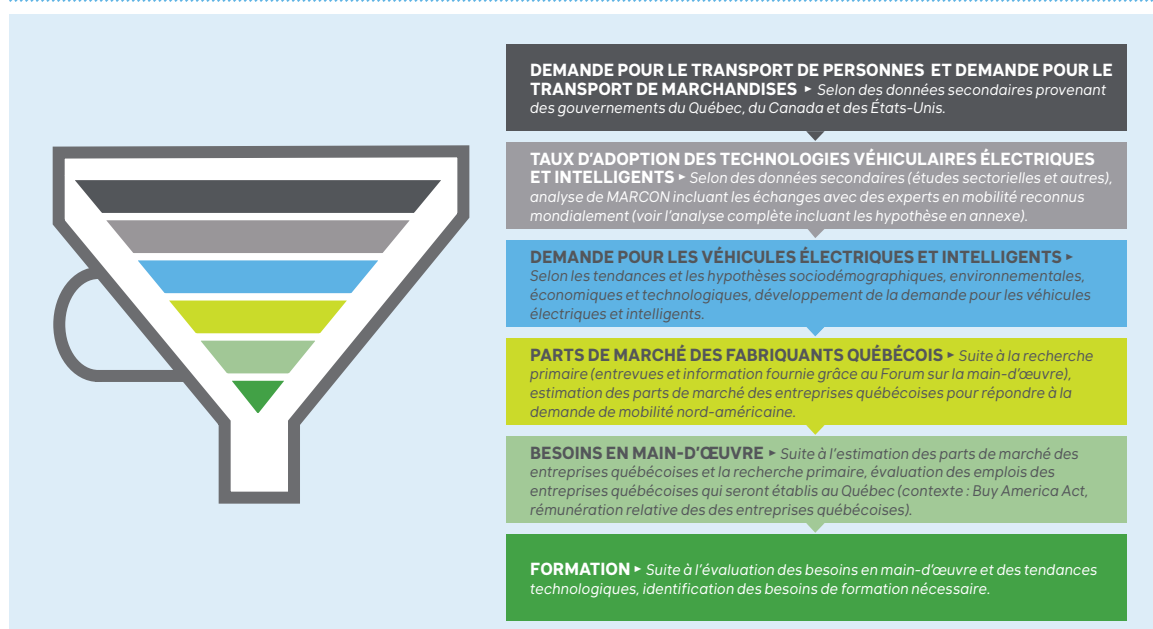 DEMANDE POUR LE TRANSPORT DE PERSONNES ET DEMANDE POUR LE
TRANSPORT DE MARCHANDISES ► Selon des données secondaires provenant
des gouvernements du Québec, du Canada et des États-Unis.
TAUX D'ADOPTION DES TECHNOLOGIES VÉHICULAIRES ÉLECTRIQUES
ET INTELLIGENTS ► Selon des données secondaires (études sectorielles et autres),
analyse de MARCON incluant les échanges avec des experts en mobilité reconnus
mondialement (voir l'analyse complète incluant les hypothèse en annexe).
DEMANDE POUR LES VÉHICULES ÉLECTRIQUES ET INTELLIGENTS ►
Selon les tendances et les hypothèses sociodémographiques, environnementales,
économiques et technologiques, développement de la demande pour les véhicules
électriques et intelligents.
PARTS DE MARCHÉ DES FABRIQUANTS QUÉBÉCOIS ► Suite à la recherche
primaire (entrevues et information fournie grâce au Forum sur la main-d'œuvre),
estimation des parts de marché des entreprises québécoises pour répondre à la
demande de mobilité nord-américaine.
BESOINS EN MAIN-D'ŒUVRE ► Suite à l'estimation des parts de marché des
entreprises québécoises et la recherche primaire, évaluation des emplois des
entreprises québécoises qui seront établis au Québec (contexte : Buy America Act,
rémunération relative des des entreprises québécoises).
FORMATION ► Suite à l'évaluation des besoins en main-d'œuvre et des tendances
technologiques, identification des besoins de formation nécessaire.